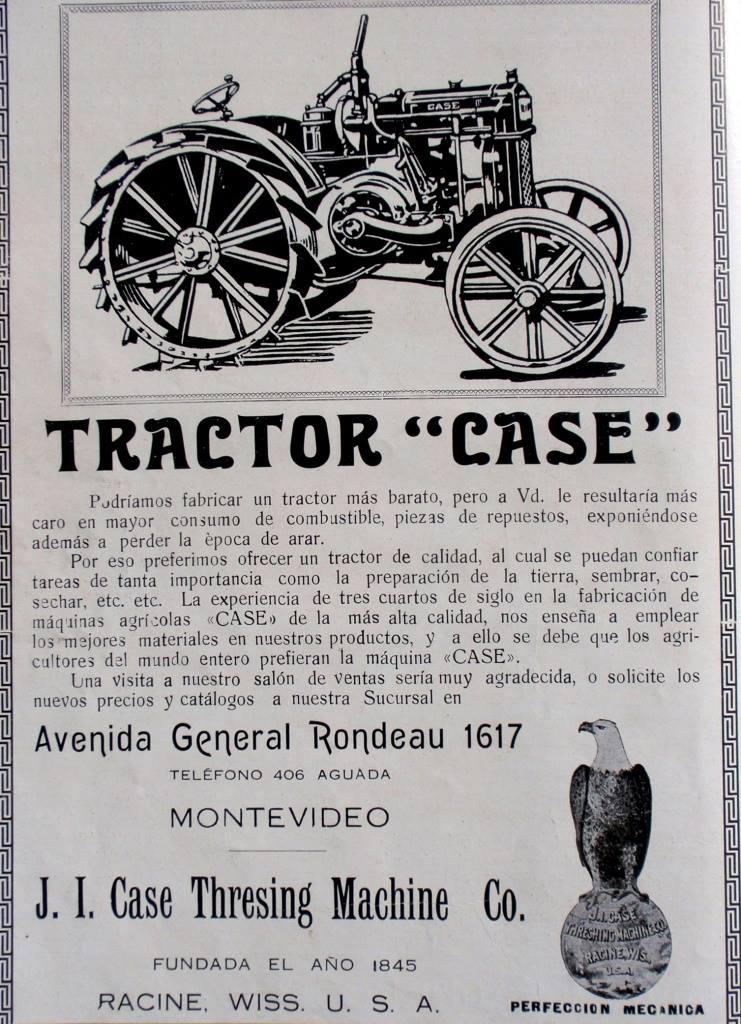 CASE
TRACTOR “CASE”
Podríamos fabricar un tractor más barato, pero a Vd. le resultaría más
caro en mayor consumo de combustible, piezas de repuestos, exponiéndose
además a perder la època de arar.
Por eso preferimos ofrecer un tractor de calidad, al cual se puedan confiar
tareas de tanta importancia como la preparación de la tierra, sembrar, co-
sechar, etc. etc. La experiencia de tres cuartos de siglo en la fabricación de
máquinas agrícolas «CASE» de la más alta calidad, nos enseña a emplear
los mejores materiales en nuestros productos, y a ello se debe que los agri-
cultores del mundo entero prefieran la máquina «CASE».
Una visita a nuestro salón de ventas sería muy agradecida, o solicite los
nuevos precios y catálogos a nuestra Sucursal en
Avenida General Rondeau 1617
TELÉFONO 406 AGUADA
MONTEVIDEO
J. I. Case Thresing Machine Co.
FUNDADA EL AÑO 1845
RACINE, WISS. U. S. A.
J.I. CASE
THRESHING MACHINE CO.
RACINE, WIS.
U.S.A.
PERFECCION MECANICA